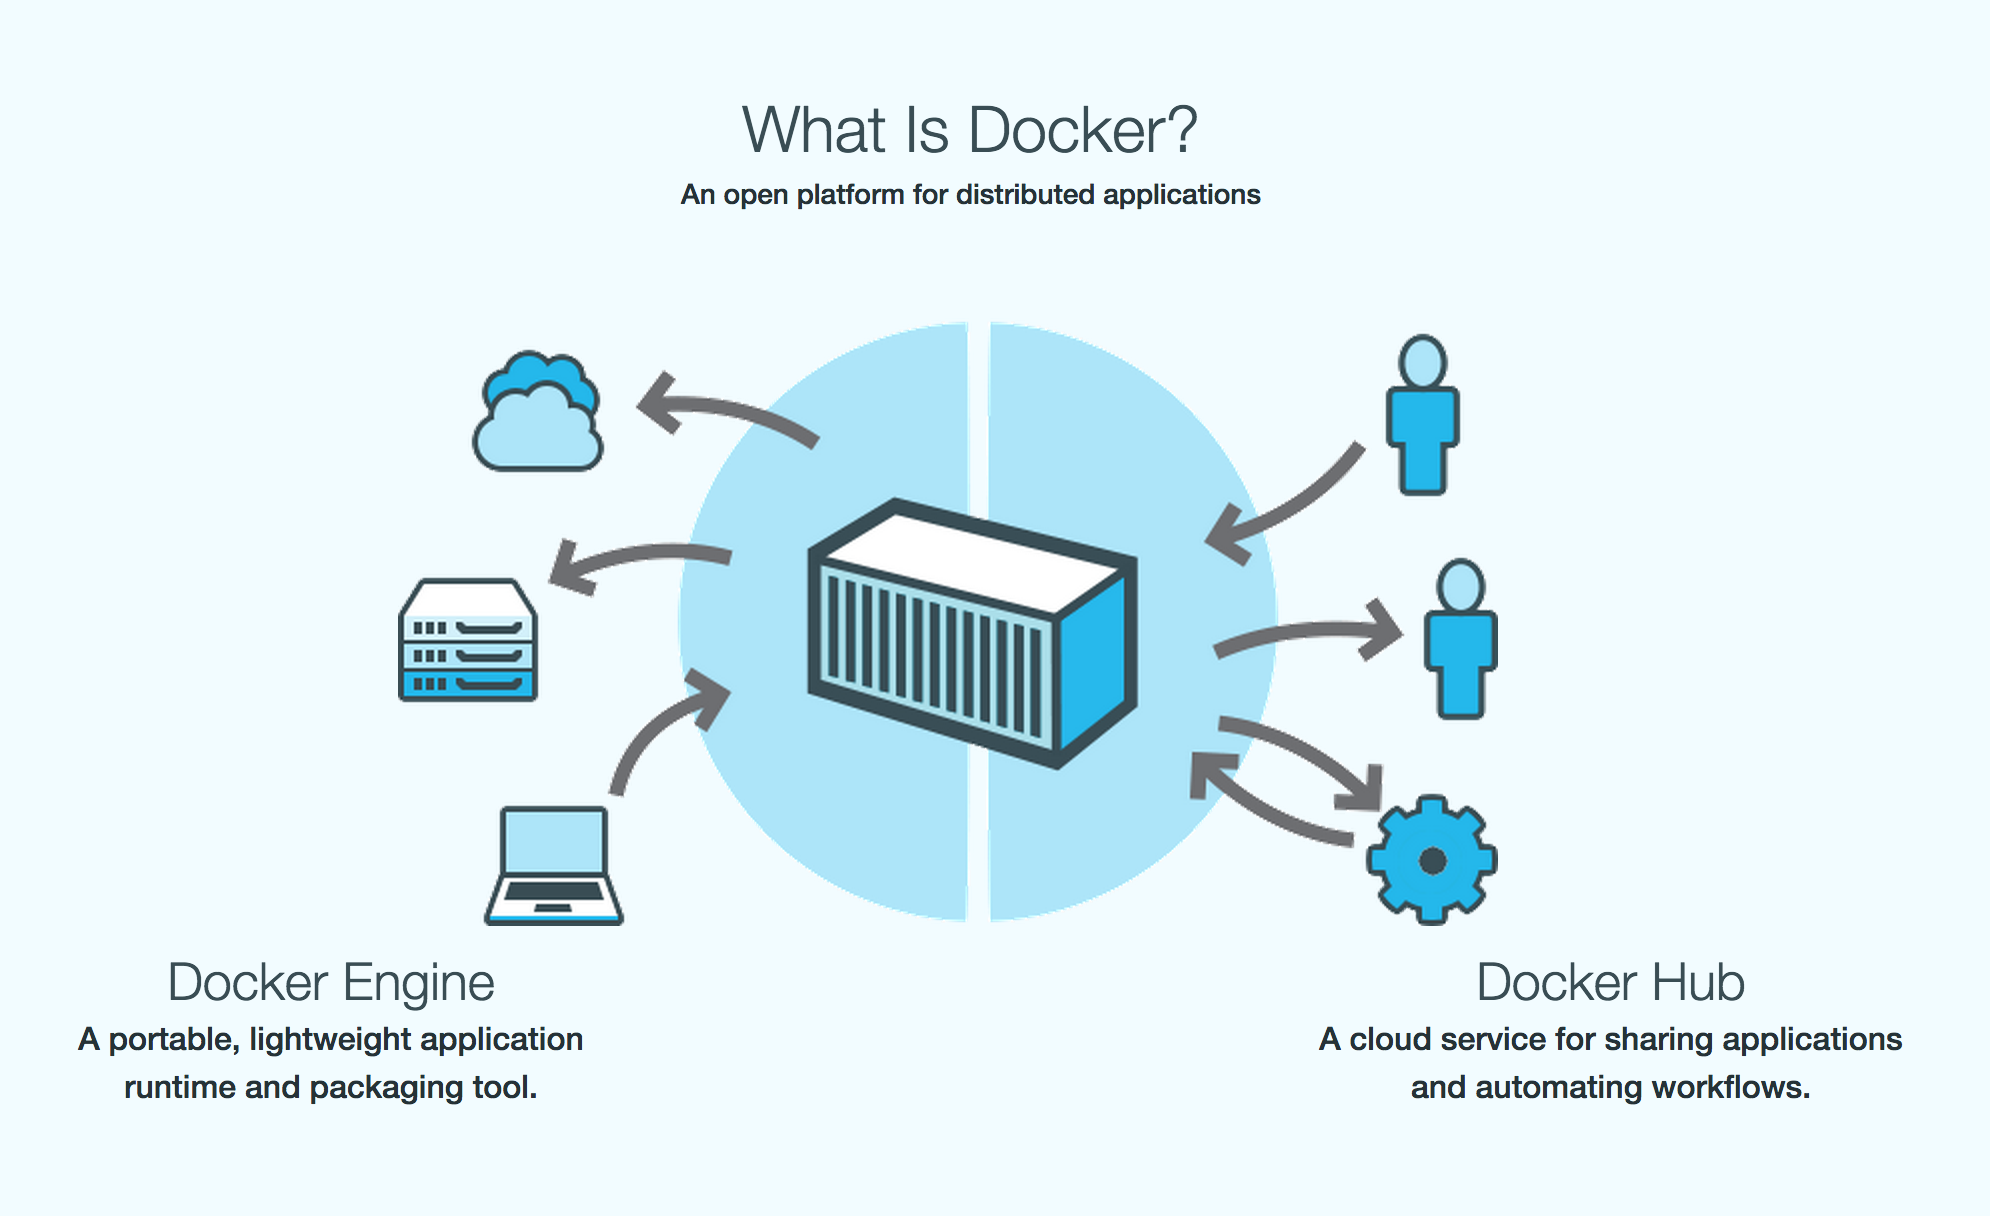 What Is Docker?
An open platform for distributed applications
Docker Engine
A portable, lightweight application
runtime and packaging tool.
Docker Hub
A cloud service for sharing applications
and automating workflows.